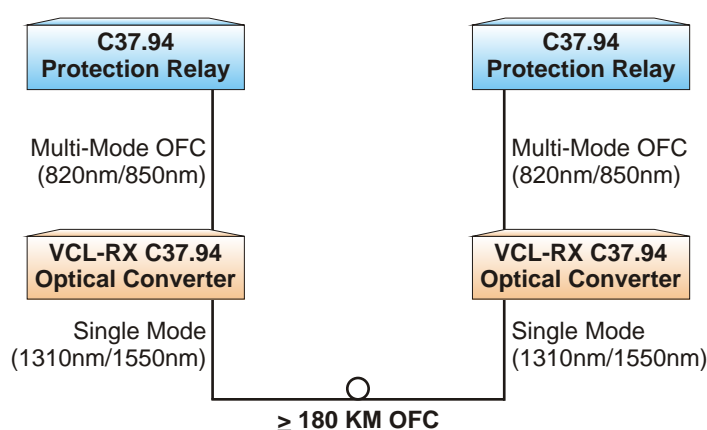 C37.94
Protection Relay
C37.94
Protection Relay
Multi-Mode OFC
(820nm/850nm)
Multi-Mode OFC
(820nm/850nm)
VCL-RX C37.94
Optical Converter
VCL-RX C37.94
Optical Converter
Single Mode
(1310nm/1550nm)
Single Mode
(1310nm/1550nm)
≥ 180 KM OFC